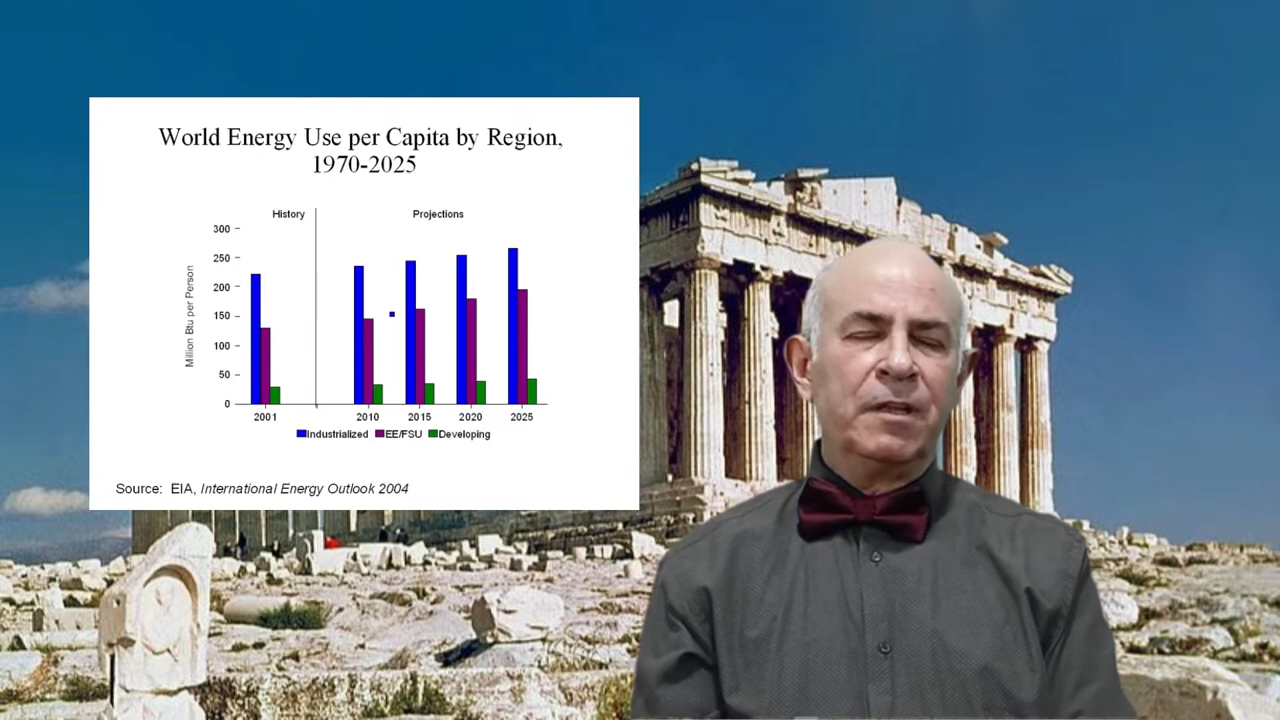 World Energy Use per Capita by Region,
1970-2025
History
Projections
300
250
200
150
100
50
0
Million Btu per Person
2001
2010
2015
2020
2025
Industrialized
EE/FSU
Developing
Source: EIA, International Energy Outlook 2004